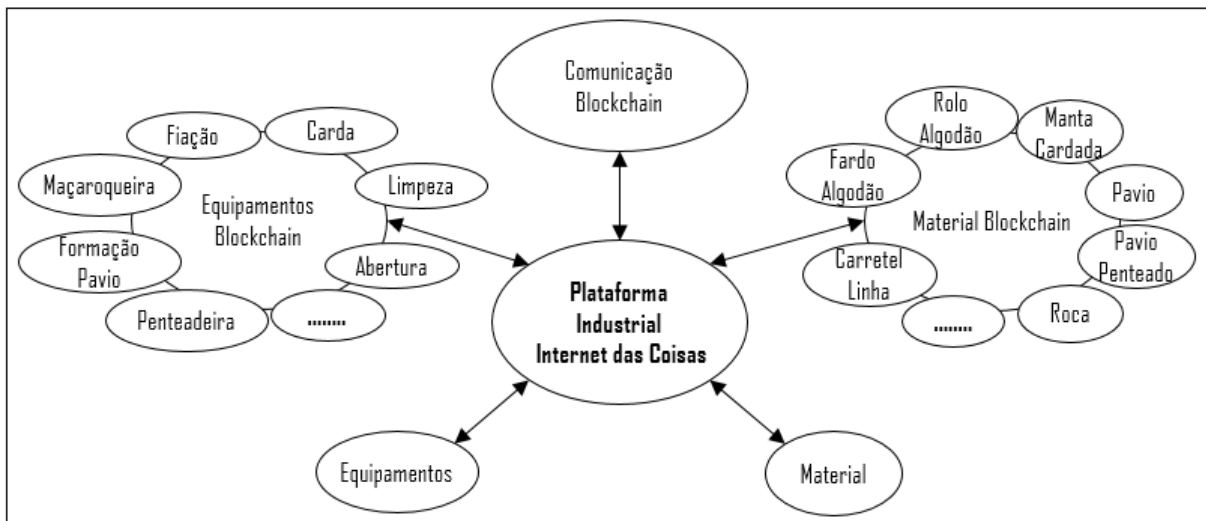 Comunicação
Blockchain
Fiação
Carda
Maçaroqueira
Limpeza
Equipamentos
Blockchain
Formação
Pavio
Abertura
Penteadeira
........
Rolo
Algodão
Manta
Cardada
Fardo
Algodão
Pavio
Material Blockchain
Pavio
Penteado
Carretel
Linha
Roca
........
Plataforma
Industrial
Internet das Coisas
Equipamentos
Material